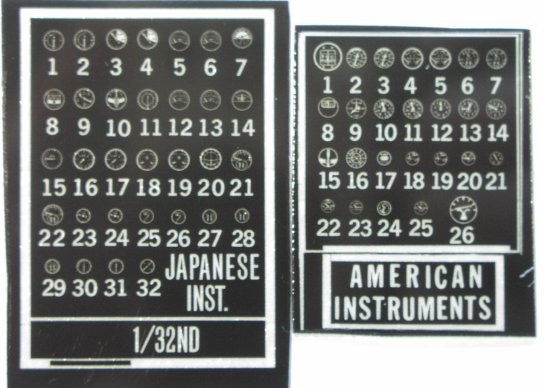 1 2 3 4 5 6 7
8 9 10 11 12 13 14
15 16 17 18 19 20 21
22 23 24 25 26 27 28
29 30 31 32
JAPANESE
INST.
1/32ND
1 2 3 4 5 6 7
8 9 10 11 12 13 14
15 16 17 18 19 20 21
22 23 24 25 26
AMERICAN
INSTRUMENTS